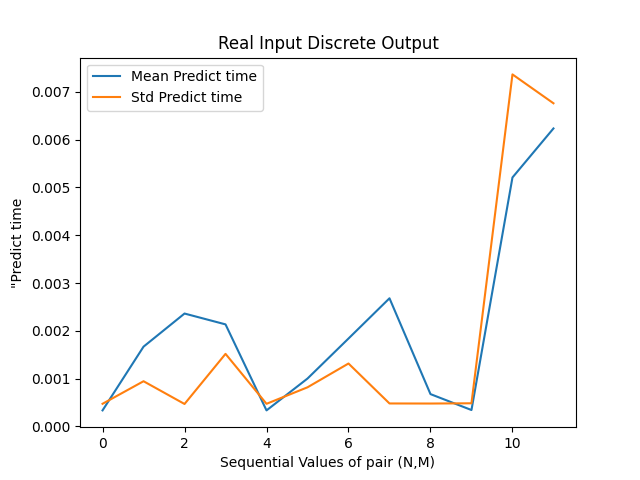 Real Input Discrete Output
Mean Predict time
Std Predict time
0.007
0.006
0.005
0.004
0.003
0.002
0.001
0.000
"Predict time
0 2 4 6 8 10
Sequential Values of pair (N,M)